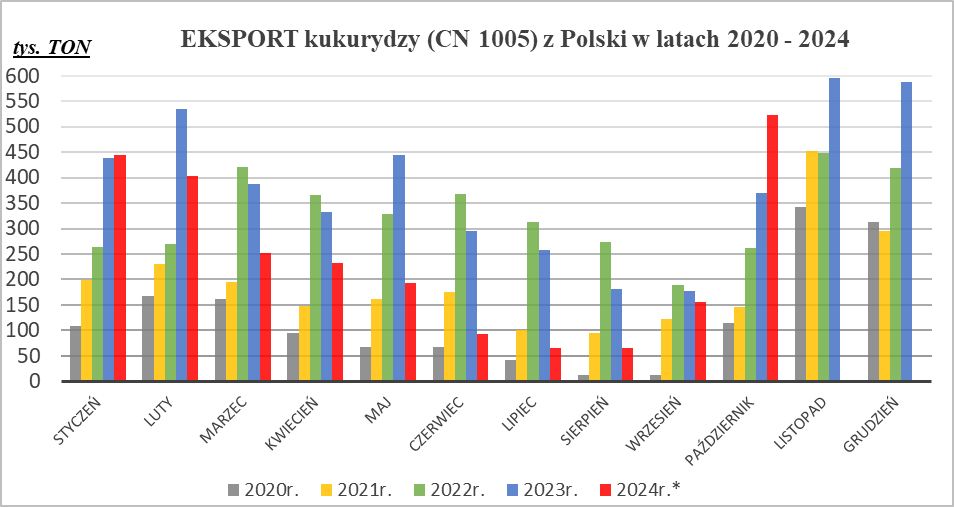 tys. TON
EKSPORT kukurydzy (CN 1005) z Polski w latach 2020 - 2024
600
550
500
450
400
350
300
250
200
150
100
50
0
STYCZEŃ
LUTY
MARZEC
KWIECIEŃ
MAJ
CZERWIEC
LIPIEC
SIERPIEŃ
WRZESIEŃ
PAŹDZIERNIK
LISTOPAD
GRUDZIEŃ
2020r. 2021r. 2022r. 2023r. 2024r.*